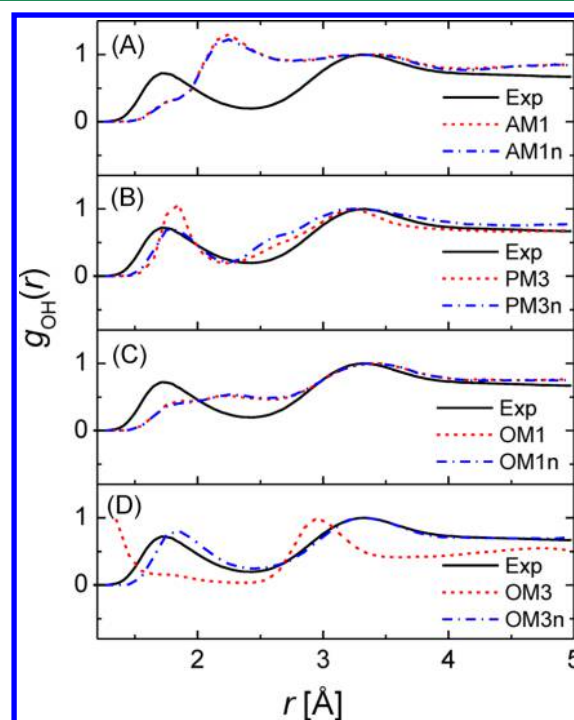 (A)
1
0
Exp
AM1
AM1n
(B)
1
0
Exp
PM3
PM3n
(C)
1
0
Exp
OM1
OM1n
(D)
1
0
Exp
OM3
OM3n
g_OH(r)
2 3 4 5
r [Å]